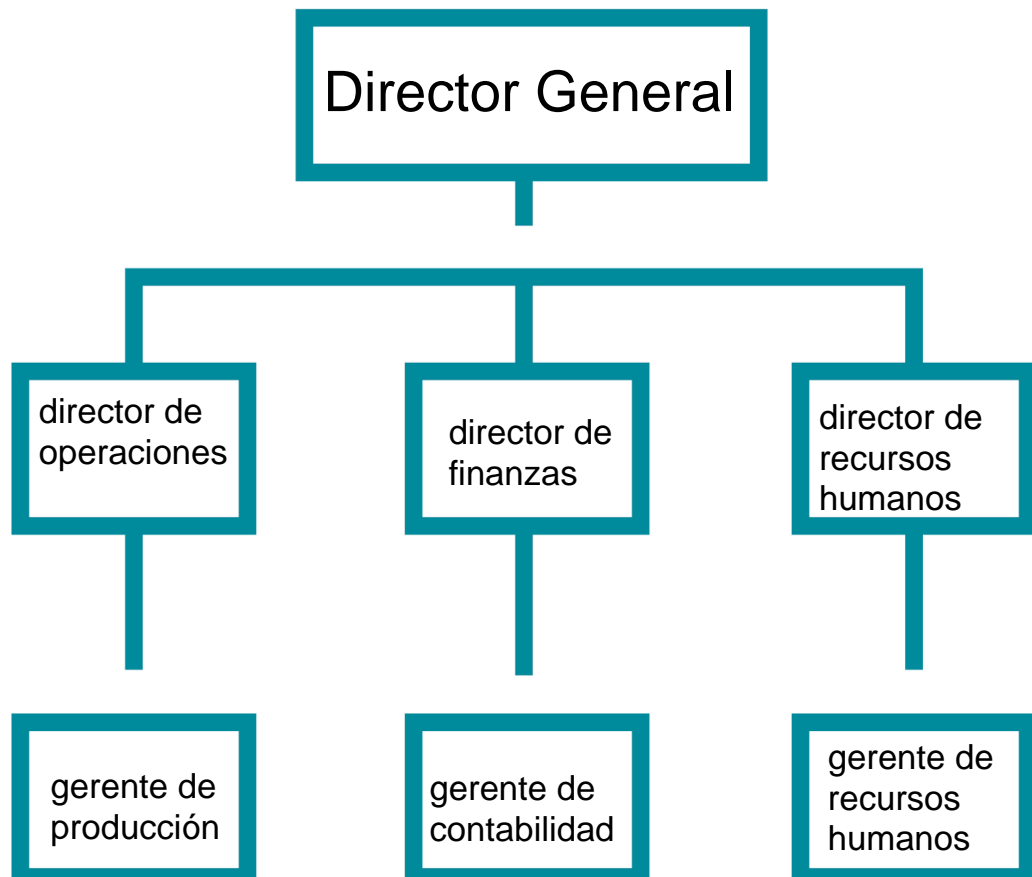 Director General
director de
operaciones
director de
finanzas
director de
recursos
humanos
gerente de
producción
gerente de
contabilidad
gerente de
recursos
humanos